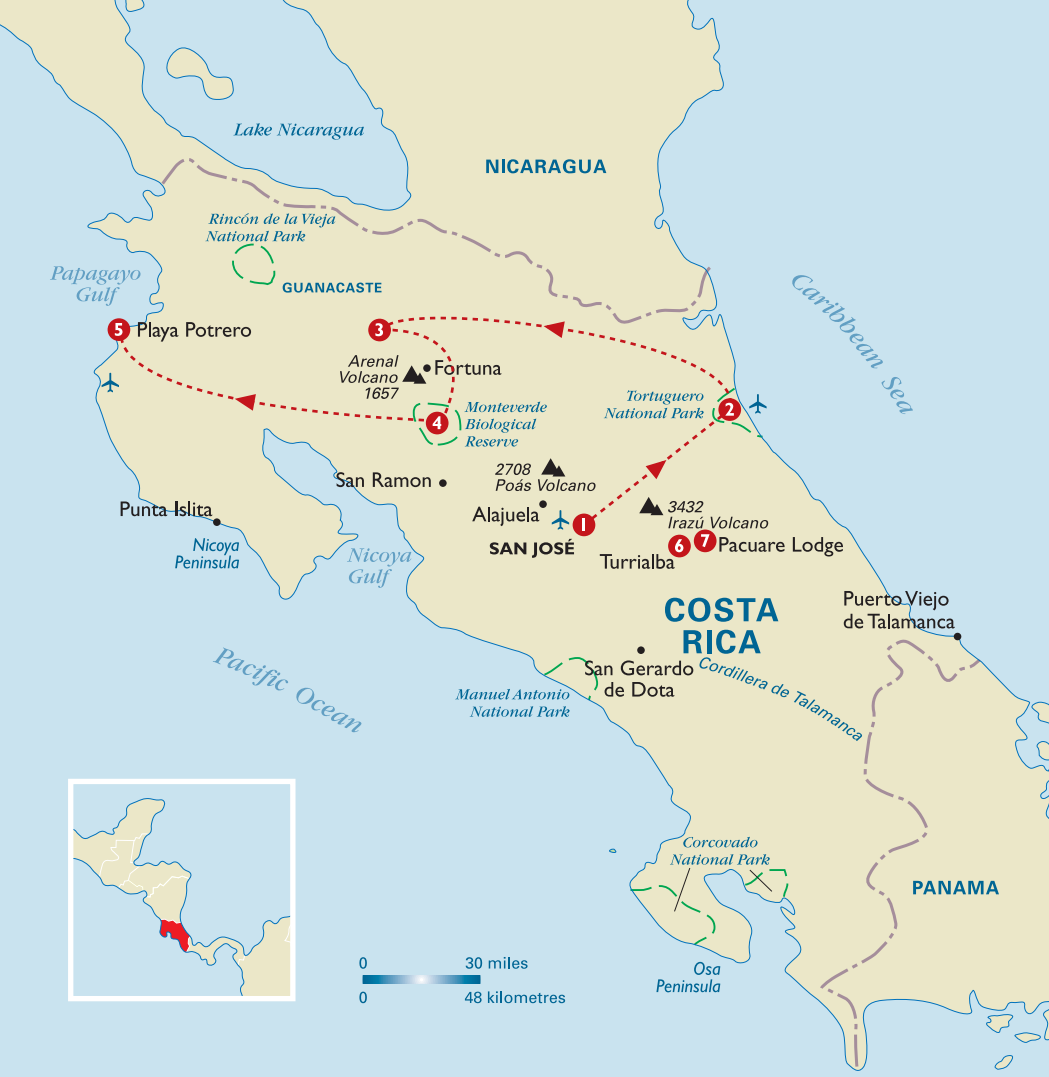 Lake Nicaragua
NICARAGUA
Rincón de la Vieja
National Park
Papagayo
Gulf
GUANACASTE
Caribbean Sea
5
Playa Potrero
3
Arenal
Volcano
1657
Fortuna
Tortuguero
National Park
2
4
Monteverde
Biological
Reserve
2708
Poás Volcano
San Ramon
3432
Irazú Volcano
Punta Islita
Alajuela
1
SAN JOSÉ
Nicoya
Peninsula
Nicoya
Gulf
6
7
Pacuare Lodge
Turrialba
COSTA
RICA
Puerto Viejo
de Talamanca
Pacific Ocean
San Gerardo
de Dota
Cordillera de Talamanca
Manuel Antonio
National Park
Corcovado
National Park
PANAMA
Osa
Peninsula
0
30 miles
0
48 kilometres